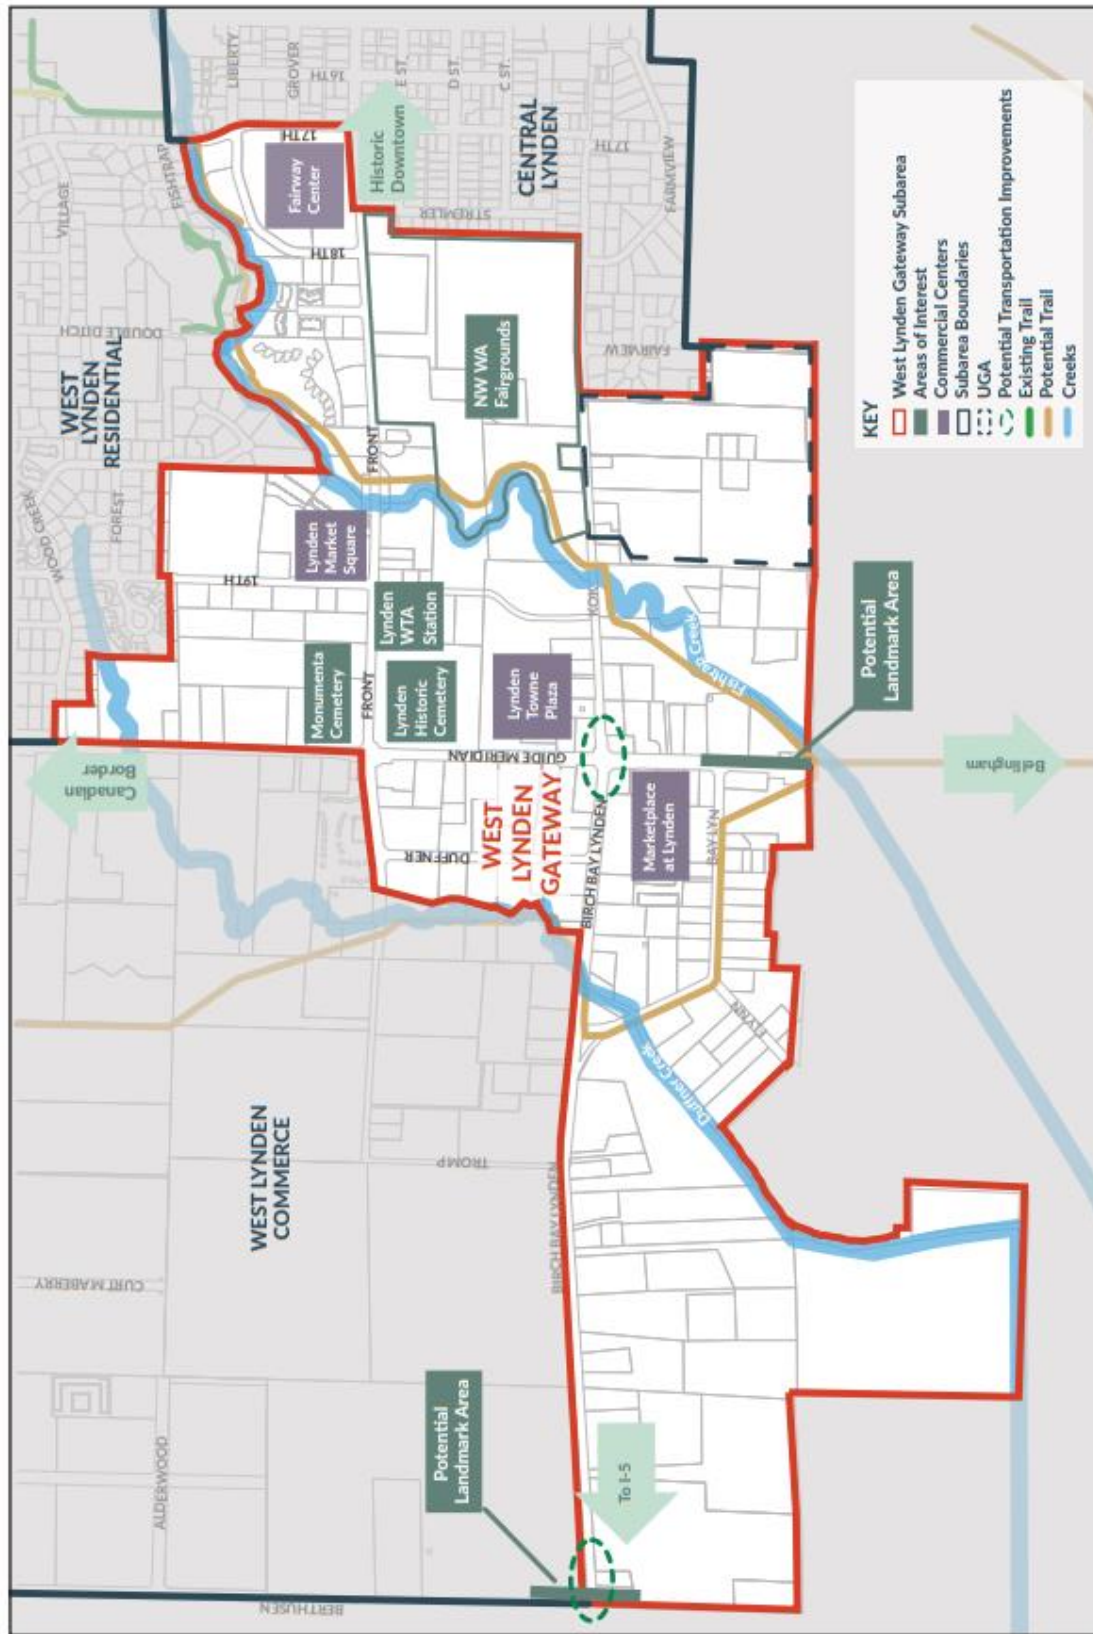 BERTHUSEN
ALDERWOOD
CURT MABERRY
TROMP
WEST LYNDEN
COMMERCE
Potential
Landmark Area
To I-5
BIRCH BAY LYNDEN
BIRCH BAY LYNDEN
Duffner Creek
FLYNN
BAY LYN
Canadian
Border
DUFFNER
WEST
LYNDEN
GATEWAY
GUIDE MERIDIAN
Marketplace
at Lynden
Monumenta
Cemetery
FRONT
Lynden
Historic
Cemetery
Lynden
WTA
Station
Lynden
Towne
Plaza
Lynden
Market
Square
19TH
KOK
Fishtrap Creek
Potential
Landmark Area
Bellingham
WOOD CREEK
FOREST
WEST
LYNDEN
RESIDENTIAL
DOUBLE DITCH
VILLAGE
FISHTRAP
FRONT
NW WA
Fairgrounds
Fairway
Center
18TH
17TH
16TH
LIBERTY
GROVER
E ST.
D ST.
C ST.
Historic
Downtown
STREMLER
CENTRAL
LYNDEN
17TH
FARMVIEW
FAIRVIEW
KEY
West Lynden Gateway Subarea
Areas of Interest
Commercial Centers
Subarea Boundaries
UGA
Potential Transportation Improvements
Existing Trail
Potential Trail
Creeks